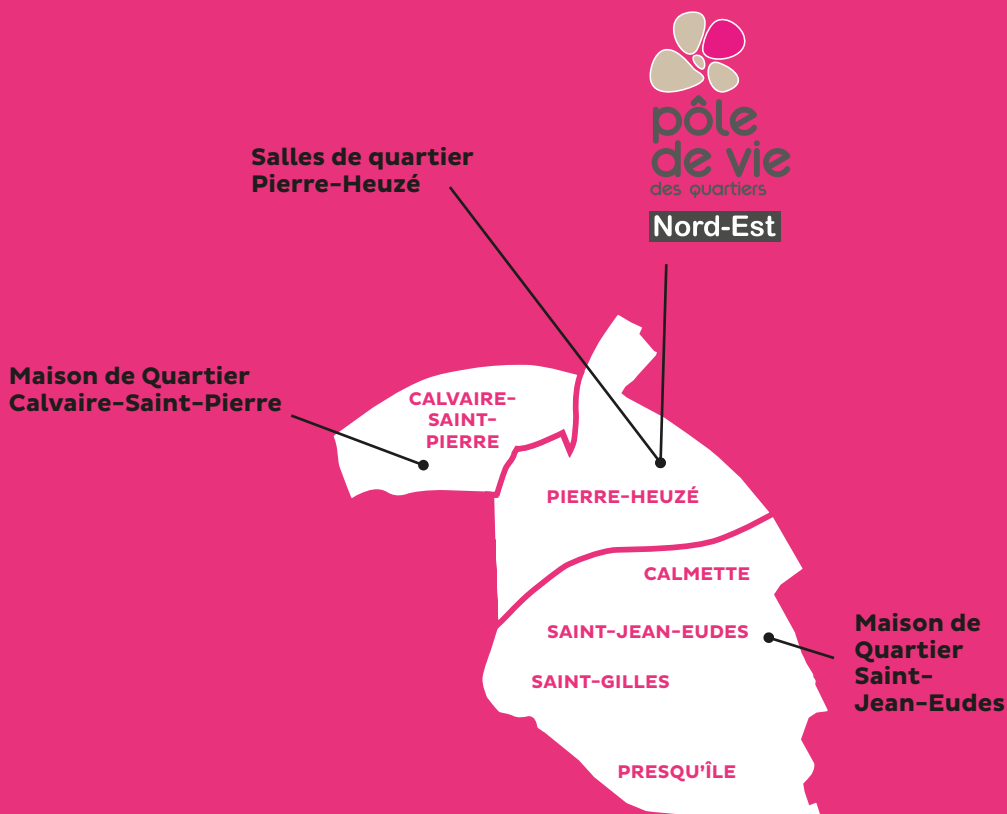 pôle
de vie
des quartiers
Nord-Est
Salles de quartier
Pierre-Heuzé
Maison de Quartier
Calvaire-Saint-Pierre
CALVAIRE-
SAINT-
PIERRE
PIERRE-HEUZÉ
CALMETTE
SAINT-JEAN-EUDES
Maison de
Quartier
Saint-
Jean-Eudes
SAINT-GILLES
PRESQU'ÎLE